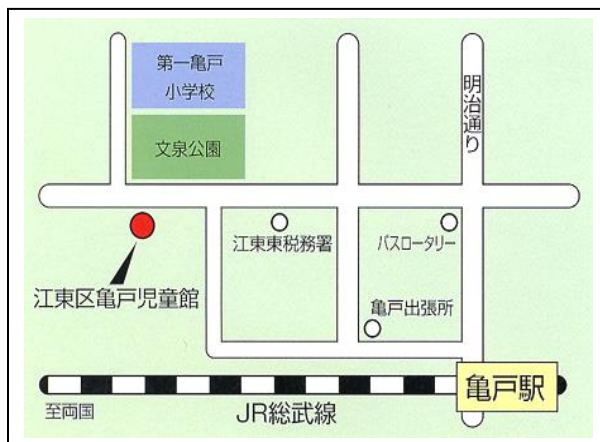 第一亀戸
小学校
文泉公園
明治通り
江東東税務署
バスロータリー
江東区亀戸児童館
亀戸出張所
亀戸駅
至両国
JR総武線